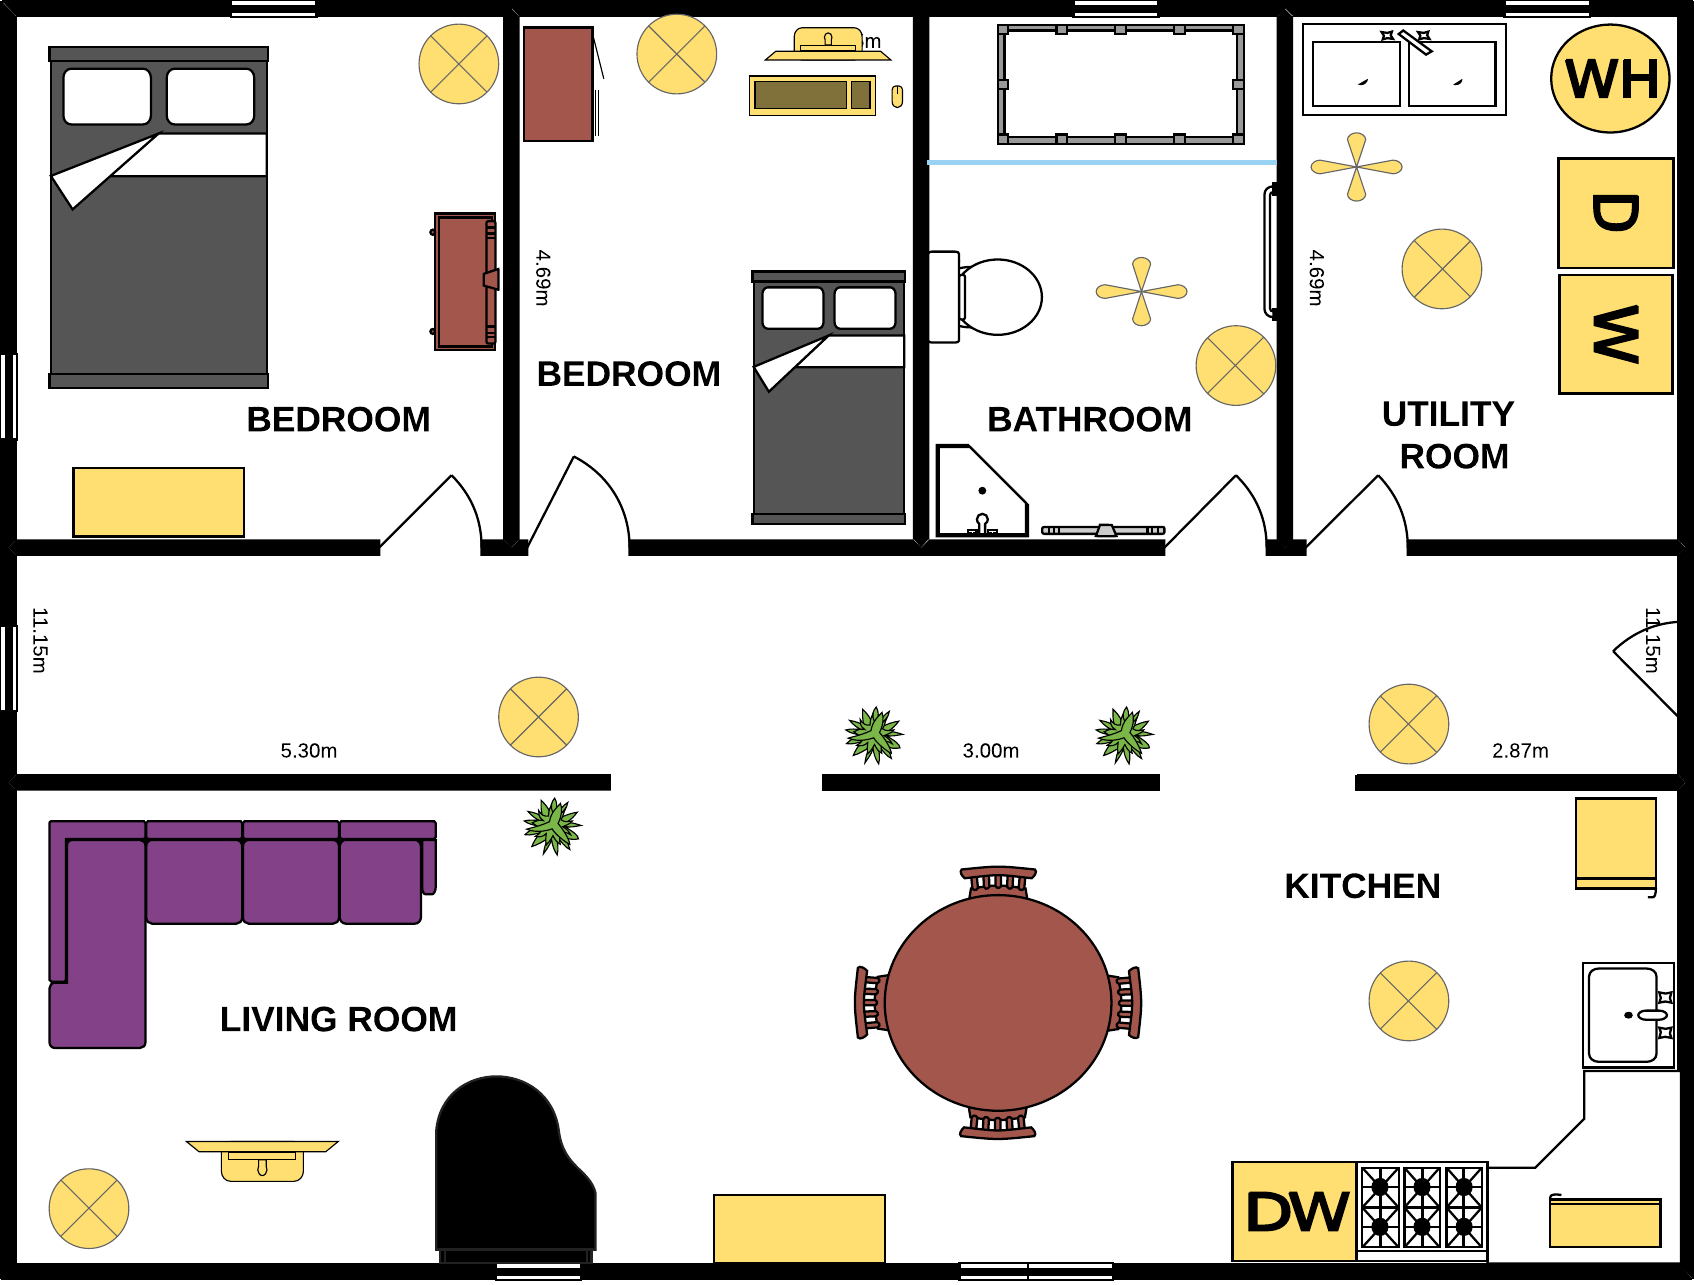 m
WH
D
4.69m
4.69m
W
BEDROOM
BEDROOM
BATHROOM
UTILITY
ROOM
11.15m
11.15m
5.30m
3.00m
2.87m
KITCHEN
LIVING ROOM
DW